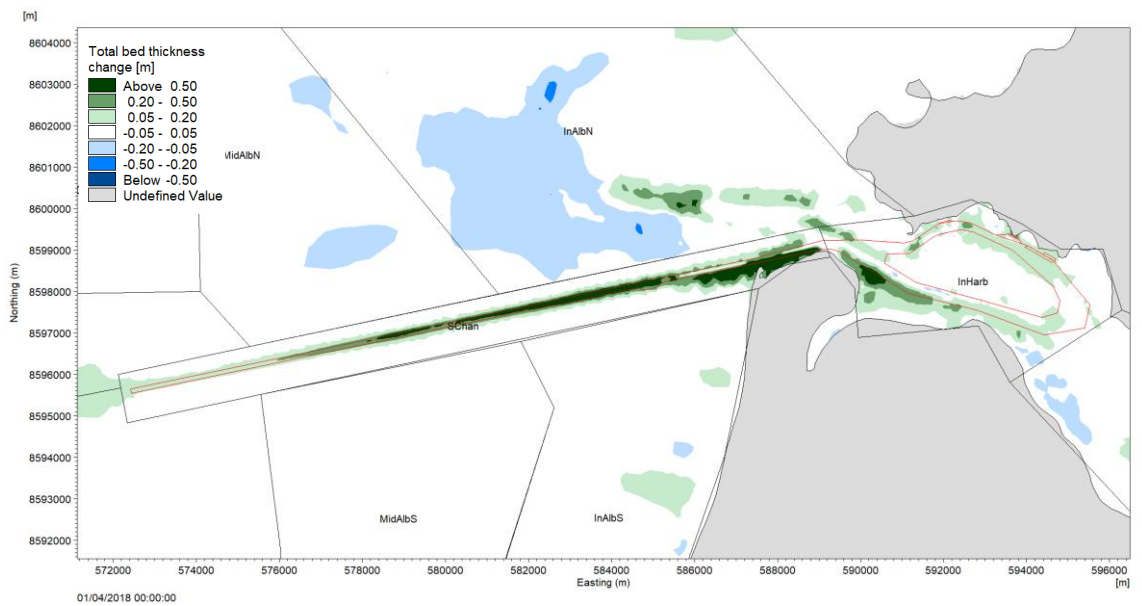 [m]
8604000
8603000
8602000
8601000
8600000
8599000
8598000
8597000
8596000
8595000
8594000
8593000
8592000
Northing (m)
Total bed thickness
change [m]
Above 0.50
0.20 - 0.50
0.05 - 0.20
-0.05 - 0.05
-0.20 - -0.05
-0.50 - -0.20
Below -0.50
Undefined Value
InAlbN
MidAlbN
InHarb
SChan
MidAlbS
InAlbS
572000 574000 576000 578000 580000 582000 584000 586000 588000 590000 592000 594000 596000
Easting (m)
[m]
01/04/2018 00:00:00